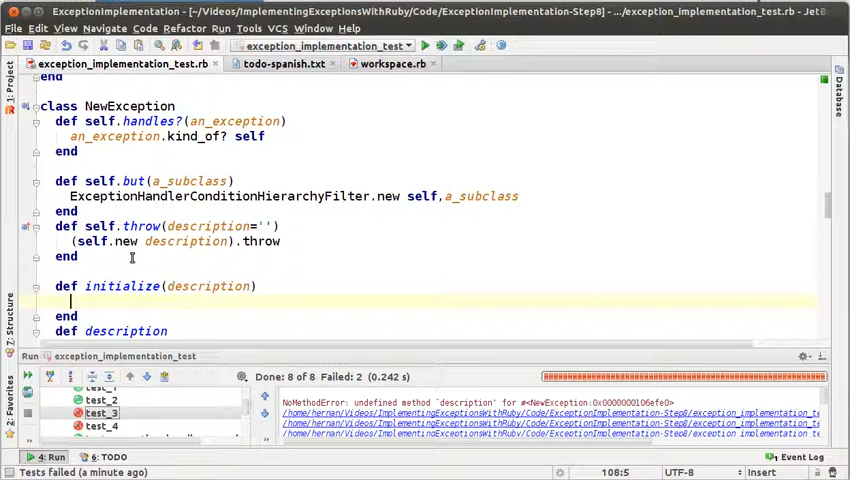 ExceptionImplementation - [~/Videos/ImplementingExceptionsWithRuby/Code/ExceptionImplementation-Step8] - .../exception_implementation_test.rb - JetB
File Edit View Navigate Code Refactor Run Tools VCS Window Help
exception_implementation_test
exception_implementation_test.rb todo-spanish.txt workspace.rb
1: Project
Database
end
class NewException
def self.handles?(an_exception)
an_exception.kind_of? self
end
def self.but(a_subclass)
ExceptionHandlerConditionHierarchyFilter.new self,a_subclass
end
def self.throw(description='')
(self.new description).throw
end
def initialize(description)
end
def description
7: Structure
2: Favorites
Run exception_implementation_test
Done: 8 of 8 Failed: 2 (0.242 s)
test_1
test_2
test_3
test_4
NoMethodError: undefined method `description' for #<NewException:0x0000000106efe0>
/home/hernan/Videos/ImplementingExceptionsWithRuby/Code/ExceptionImplementation-Step8/exception_implementation_te
/home/hernan/Videos/ImplementingExceptionsWithRuby/Code/ExceptionImplementation-Step8/exception_implementation_te
/home/hernan/Videos/ImplementingExceptionsWithRuby/Code/ExceptionImplementation-Step8/exception_implementation_te
4: Run 6: TODO Event Log
Tests failed (a minute ago) 108:5 UTF-8 Insert